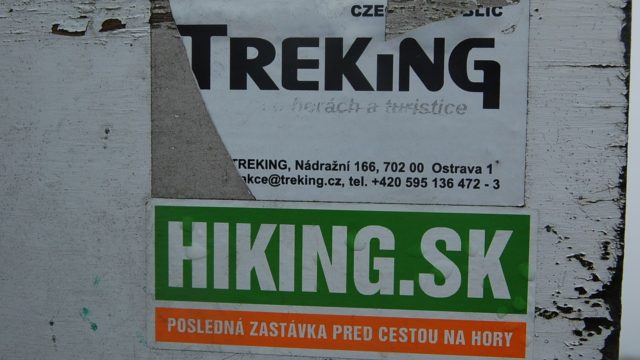 TREKING
horách a turistice
TREKING, Nádražní 166, 702 00 Ostrava 1
akce@treking.cz, tel. +420 595 136 472 - 3
HIKING.SK
POSLEDNÁ ZASTÁVKA PRED CESTOU NA HORY